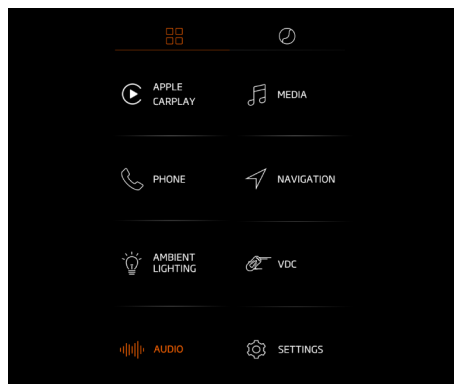 APPLE
CARPLAY
MEDIA
PHONE
NAVIGATION
AMBIENT
LIGHTING
VDC
AUDIO
SETTINGS